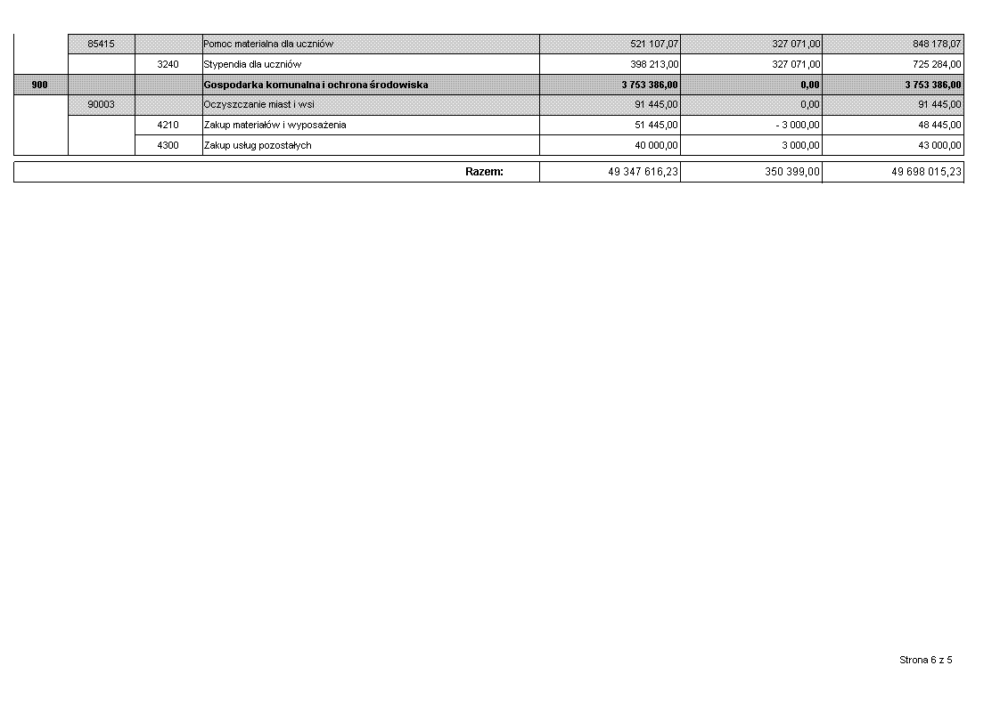 85415 Pomoc materialna dla uczniów 521 107,07 327 071,00 848 178,07
3240 Stypendia dla uczniów 398 213,00 327 071,00 725 284,00
900 Gospodarka komunalna i ochrona środowiska 3 753 386,00 0,00 3 753 386,00
90003 Oczyszczanie miast i wsi 91 445,00 0,00 91 445,00
4210 Zakup materiałów i wyposażenia 51 445,00 - 3 000,00 48 445,00
4300 Zakup usług pozostałych 40 000,00 3 000,00 43 000,00
Razem: 49 347 616,23 350 399,00 49 698 015,23
Strona 6 z 5